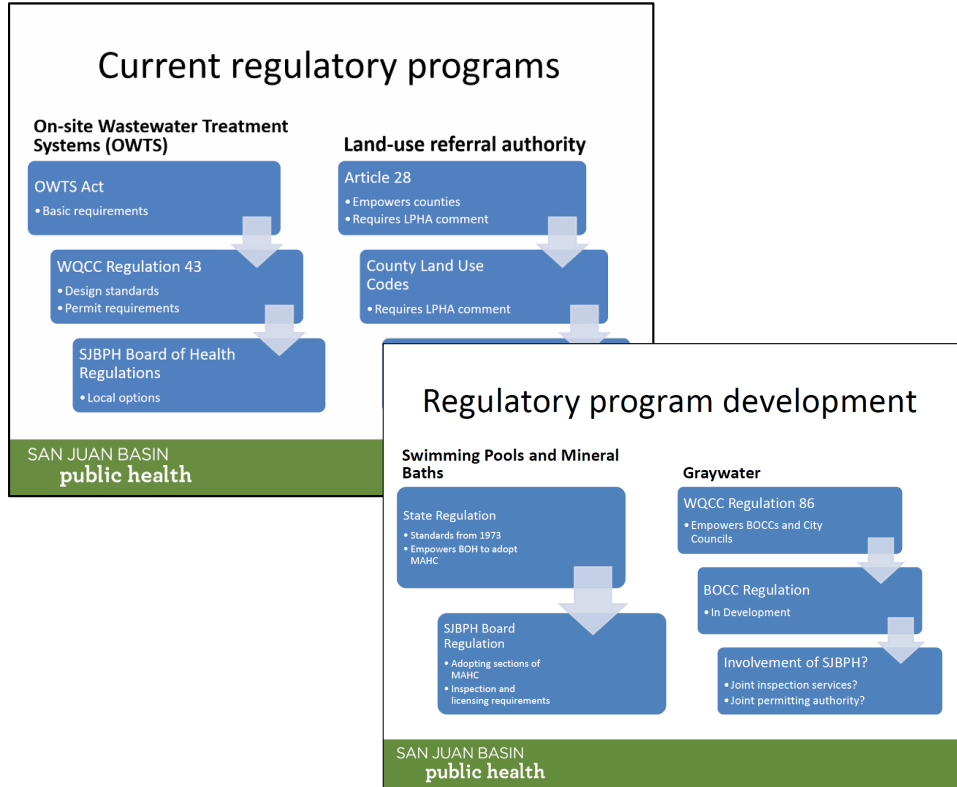 Current regulatory programs
On-site Wastewater Treatment
Systems (OWTS)
OWTS Act
• Basic requirements
WQCC Regulation 43
• Design standards
• Permit requirements
SJBPH Board of Health
Regulations
• Local options
Land-use referral authority
Article 28
• Empowers counties
• Requires LPHA comment
County Land Use
Codes
• Requires LPHA comment
SAN JUAN BASIN
public health
Regulatory program development
Swimming Pools and Mineral
Baths
State Regulation
• Standards from 1973
• Empowers BOH to adopt
MAHC
SJBPH Board
Regulation
• Adopting sections of
MAHC
• Inspection and
licensing requirements
Graywater
WQCC Regulation 86
• Empowers BOCCs and City
Councils
BOCC Regulation
• In Development
Involvement of SJBPH?
• Joint inspection services?
• Joint permitting authority?
SAN JUAN BASIN
public health